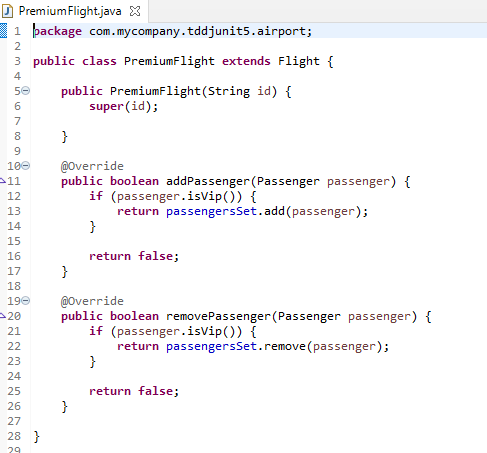 PremiumFlight.java
1 package com.mycompany.tddjunit5.airport;
2
3 public class PremiumFlight extends Flight {
4
5     public PremiumFlight(String id) {
6         super(id);
7
8     }
9
10     @Override
11     public boolean addPassenger(Passenger passenger) {
12         if (passenger.isVip()) {
13             return passengersSet.add(passenger);
14         }
15
16         return false;
17     }
18
19     @Override
20     public boolean removePassenger(Passenger passenger) {
21         if (passenger.isVip()) {
22             return passengersSet.remove(passenger);
23         }
24
25         return false;
26     }
27
28 }
29